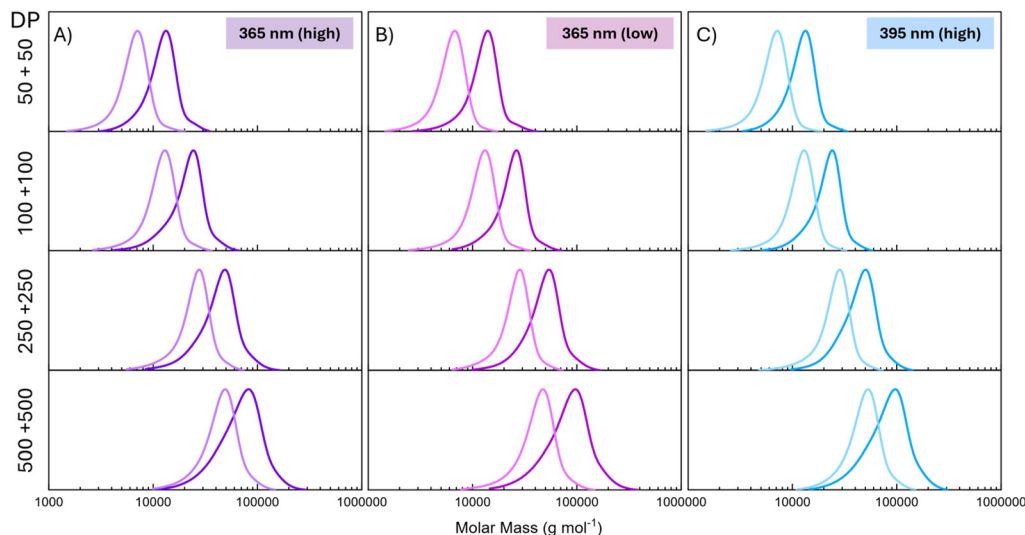 DP
A)
365 nm (high)
B)
365 nm (low)
C)
395 nm (high)
50 + 50
100 +100
250 +250
500 +500
1000 10000 100000 1000000 10000 100000 1000000 10000 100000 1000000
Molar Mass (g mol⁻¹)